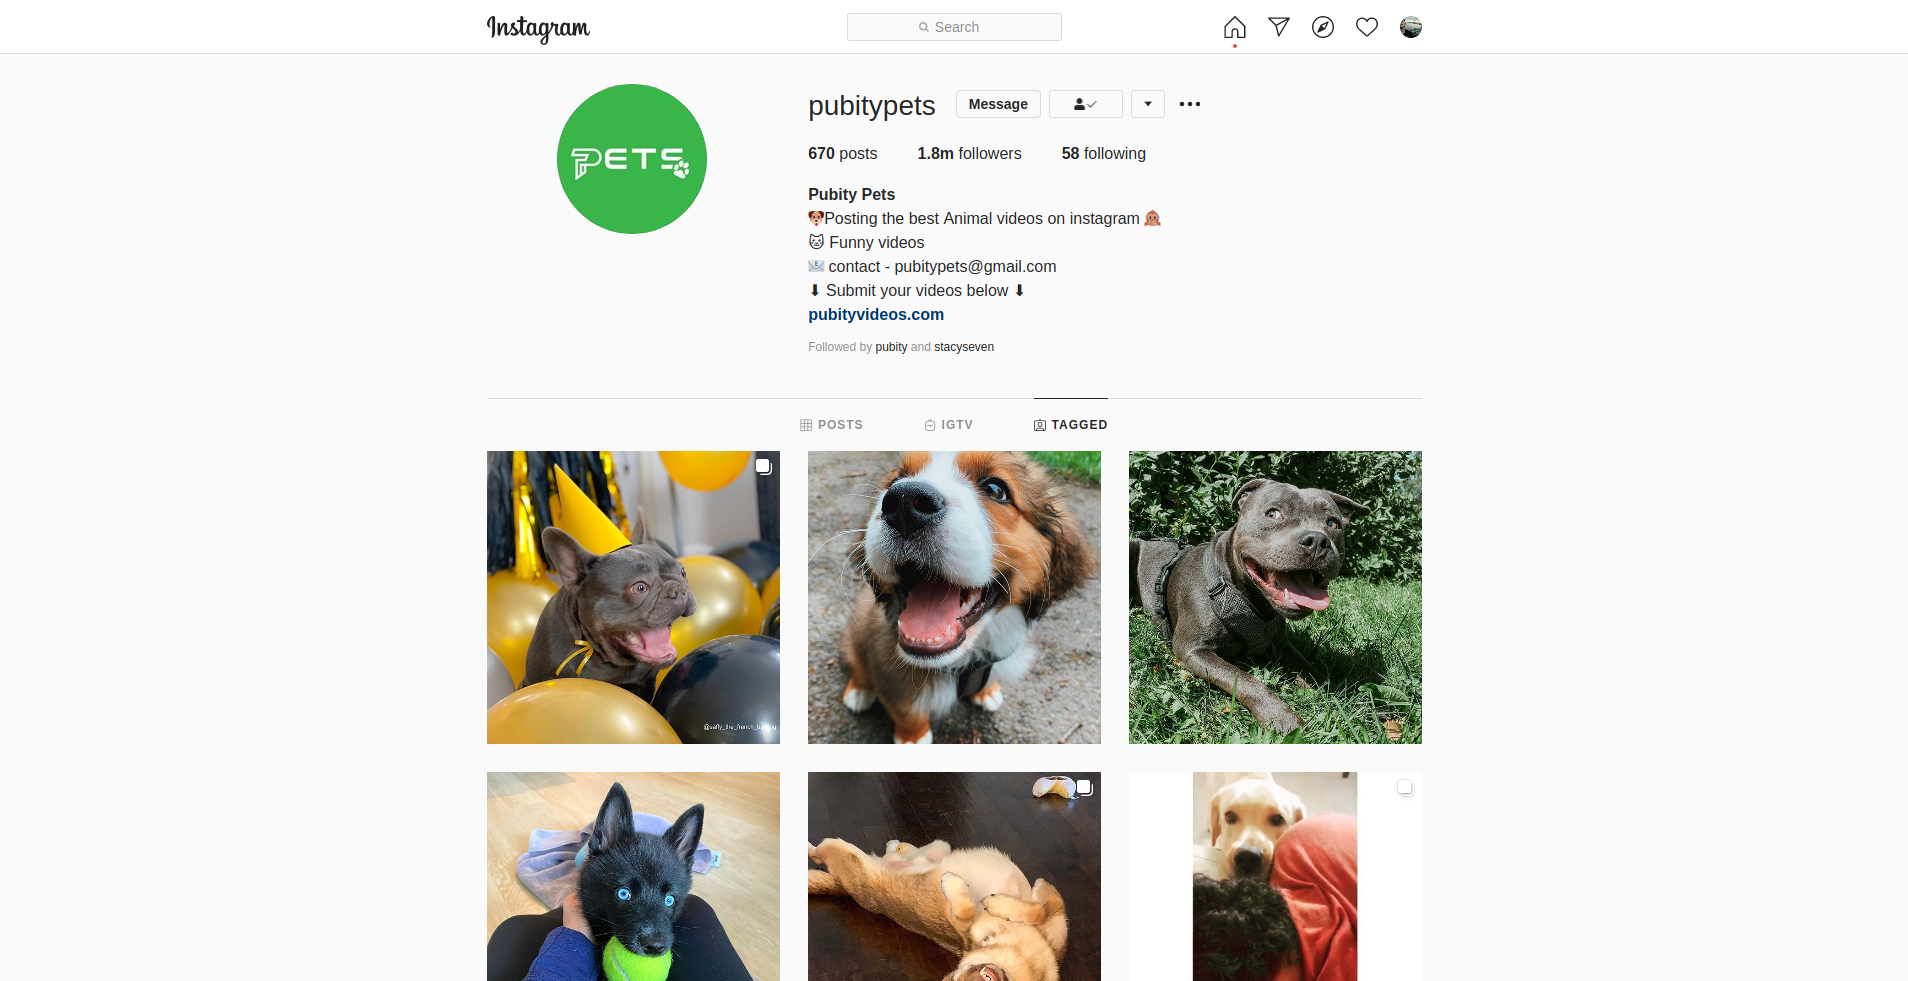 Instagram
Search
PETS
pubitypets
Message
670 posts
1.8m followers
58 following
Pubity Pets
🐶Posting the best Animal videos on instagram 🙊
🐱 Funny videos
📧 contact - pubitypets@gmail.com
⬇ Submit your videos below ⬇
pubityvideos.com
Followed by pubity and stacyseven
POSTS
IGTV
TAGGED